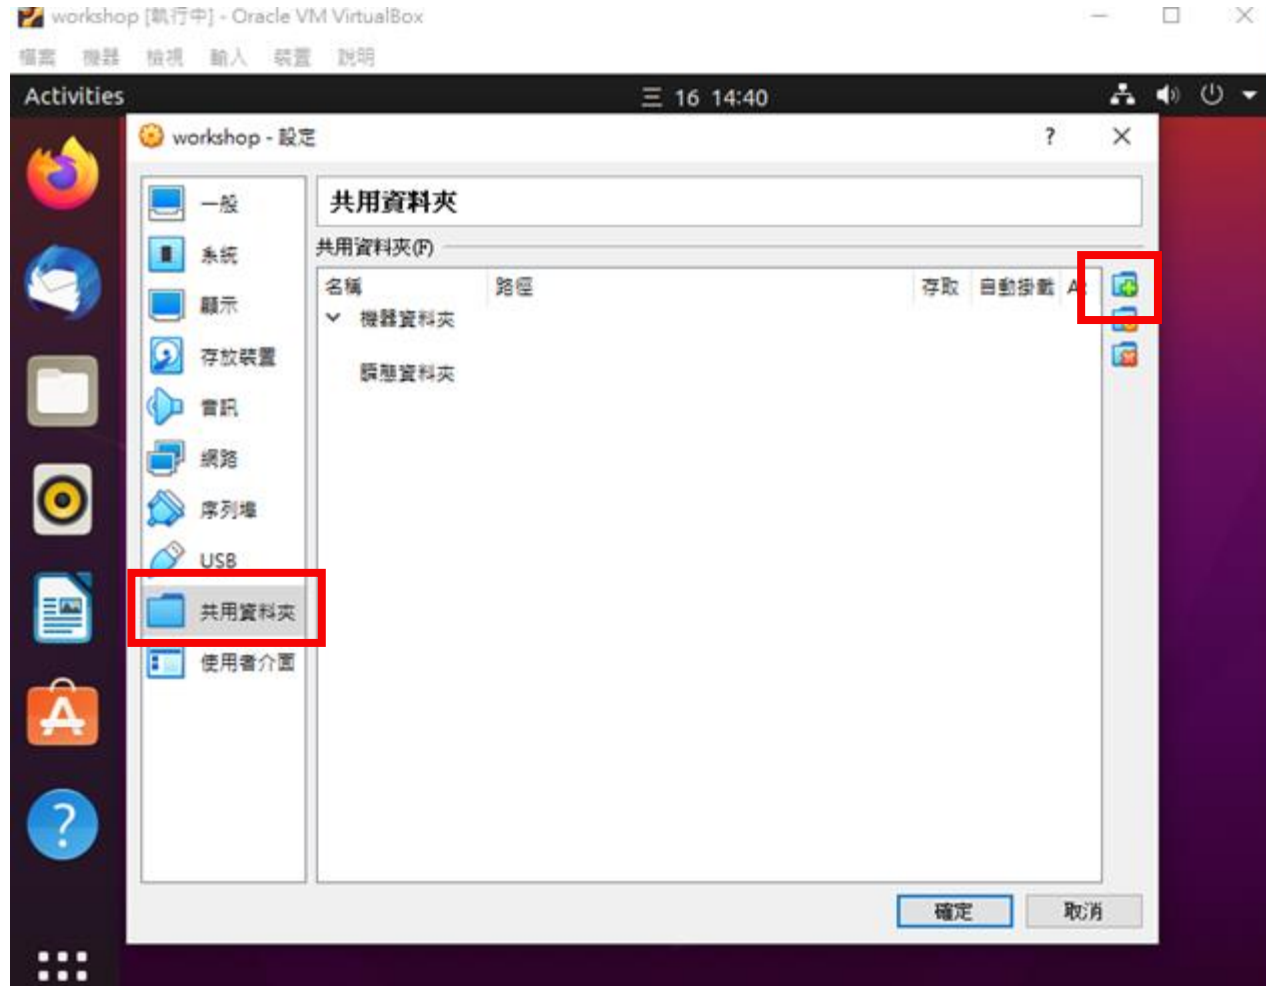 workshop [執行中] - Oracle VM VirtualBox
檔案 機器 檢視 輸入 裝置 說明
Activities 三 16 14:40
workshop - 設定 ?
一般
系統
顯示
存放裝置
音訊
網路
序列埠
USB
共用資料夾
使用者介面
共用資料夾
共用資料夾(F)
名稱 路徑 存取 自動掛載
機器資料夾
瞬態資料夾
確定 取消